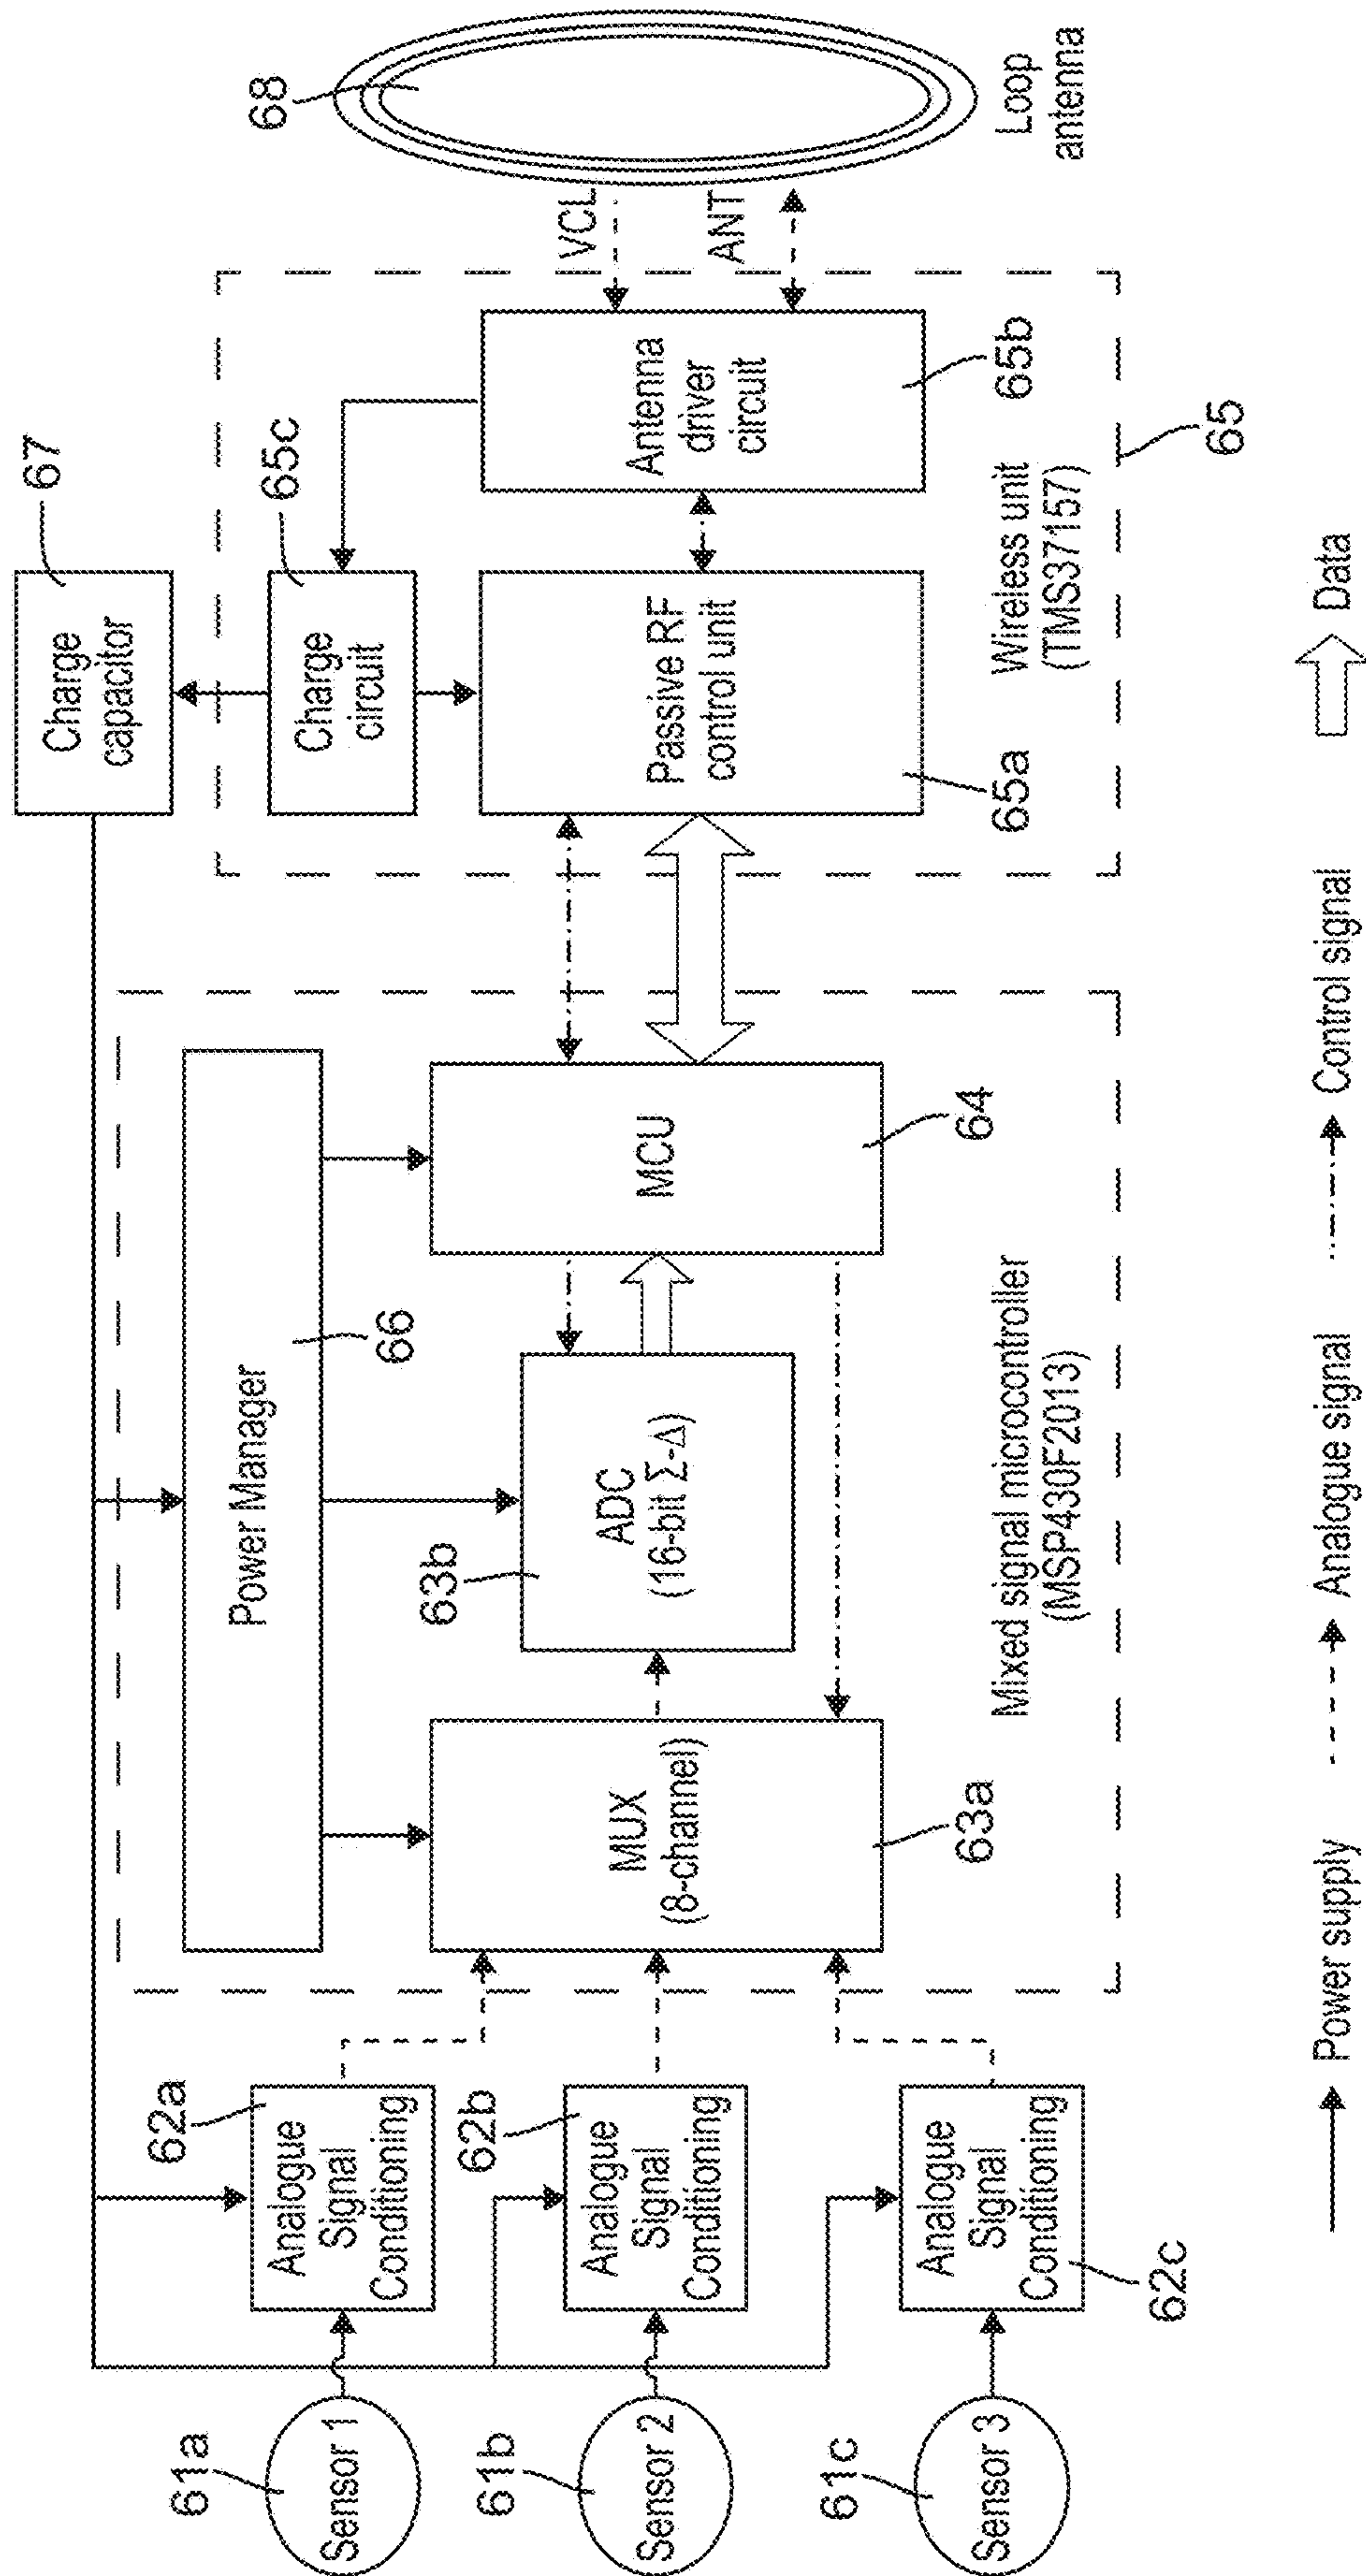 61a
Sensor 1
61b
Sensor 2
61c
Sensor 3
62a
Analogue
Signal
Conditioning
62b
Analogue
Signal
Conditioning
Analogue
Signal
Conditioning
62c
Power Manager
66
MUX
(8-channel)
63a
63b
ADC
(16-bit Σ-Δ)
MCU
64
Mixed signal microcontroller
(MSP430F2013)
Charge
capacitor
67
Charge
circuit
65c
Passive RF
control unit
65a
Antenna
driver
circuit
65b
Wireless unit
(TMS37157)
65
VCL
ANT
68
Loop
antenna
Power supply
Analogue signal
Control signal
Data